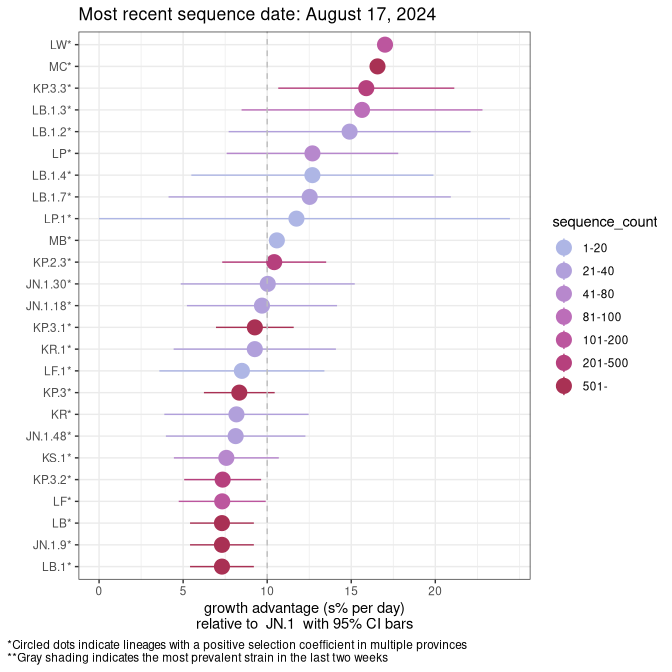 Most recent sequence date: August 17, 2024
LW*
MC*
KP.3.3*
LB.1.3*
LB.1.2*
LP*
LB.1.4*
LB.1.7*
LP.1*
MB*
KP.2.3*
JN.1.30*
JN.1.18*
KP.3.1*
KR.1*
LF.1*
KP.3*
KR*
JN.1.48*
KS.1*
KP.3.2*
LF*
LB*
JN.1.9*
LB.1*
0 5 10 15 20
growth advantage (s% per day)
relative to JN.1 with 95% CI bars
sequence_count
1-20
21-40
41-80
81-100
101-200
201-500
501-
*Circled dots indicate lineages with a positive selection coefficient in multiple provinces
**Gray shading indicates the most prevalent strain in the last two weeks